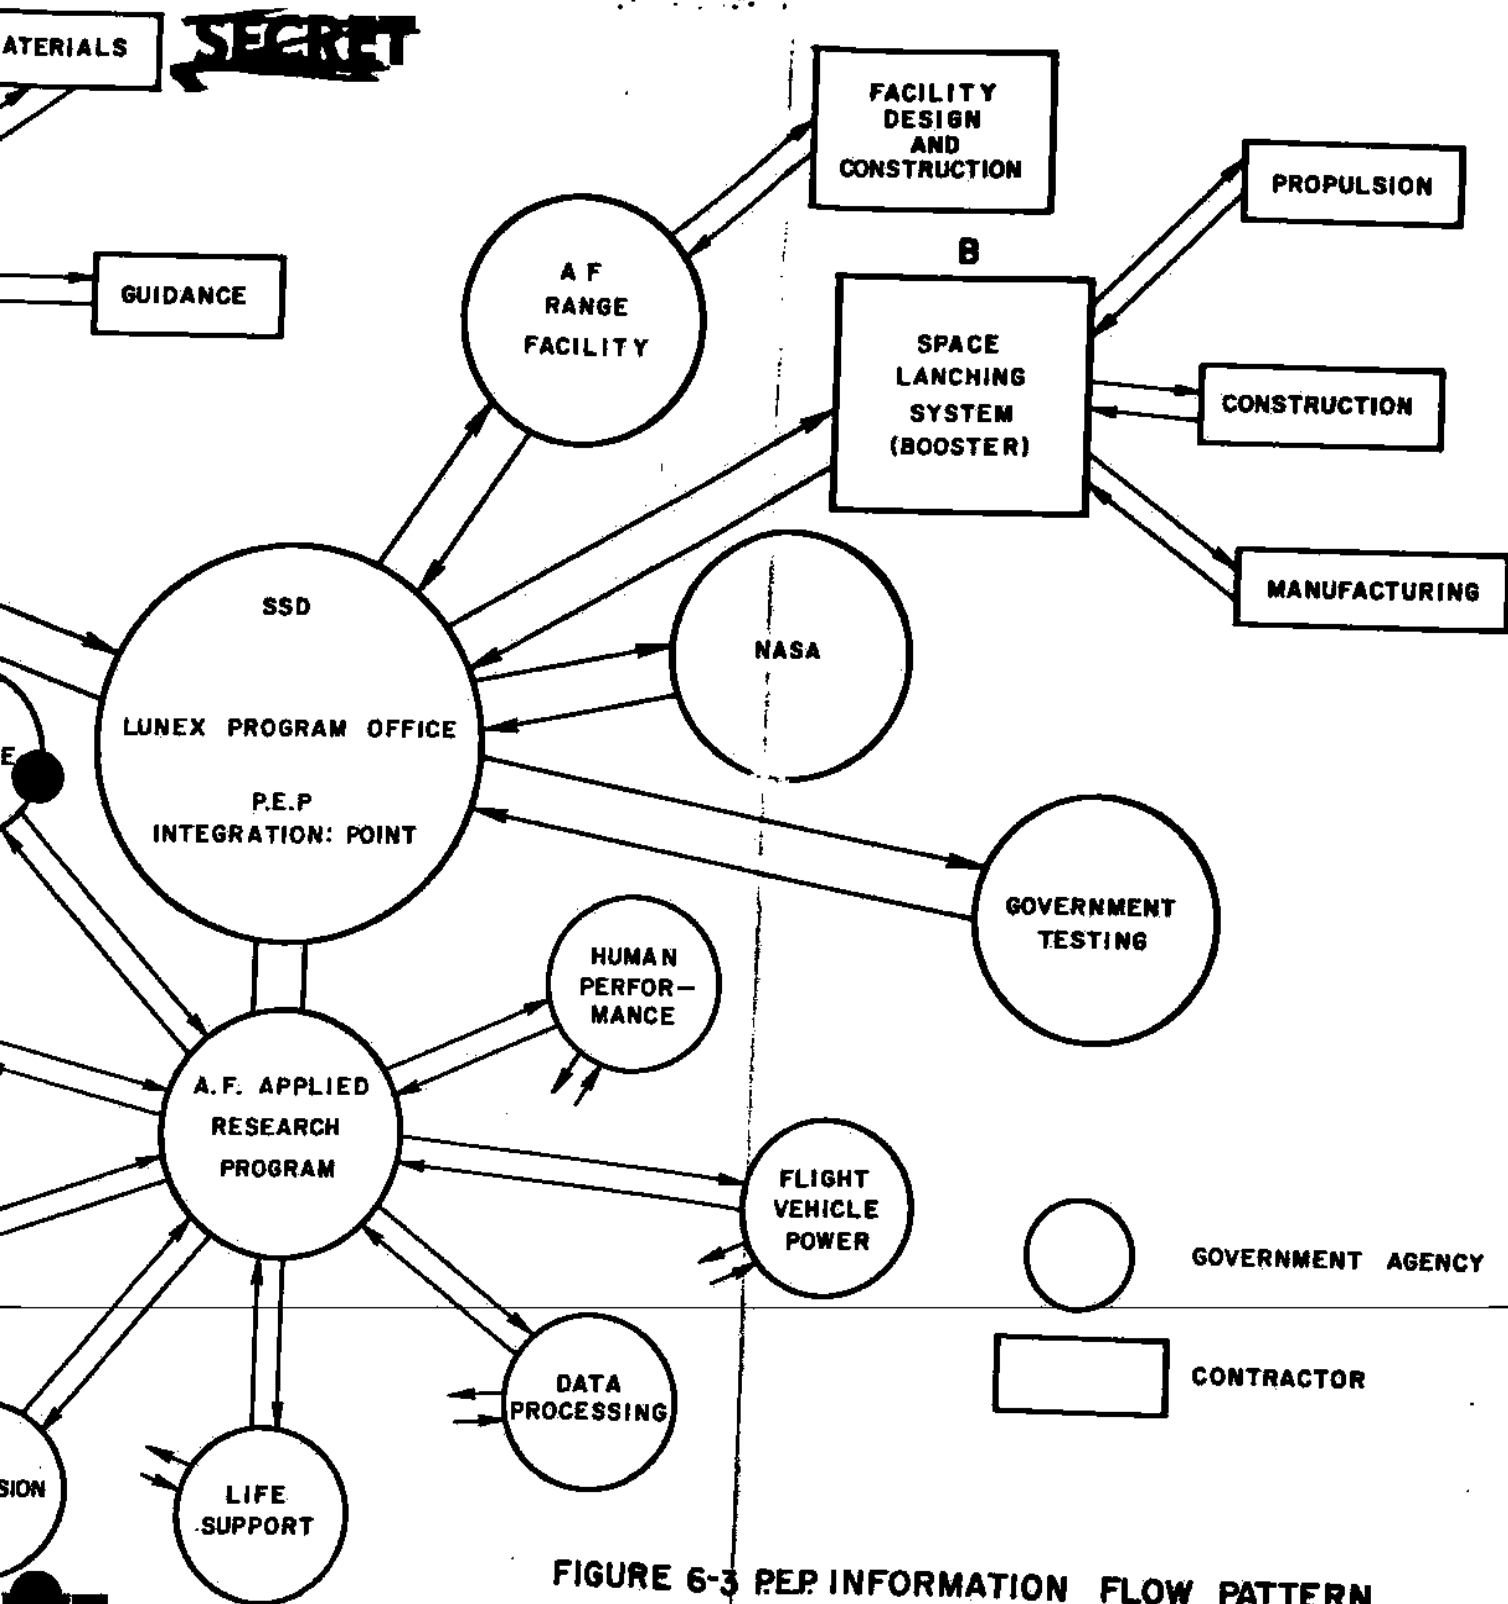 ATERIALS
SECRET
FACILITY
DESIGN
AND
CONSTRUCTION
PROPULSION
GUIDANCE
A F
RANGE
FACILITY
B
SPACE
LANCHING
SYSTEM
(BOOSTER)
CONSTRUCTION
MANUFACTURING
SSD
LUNEX PROGRAM OFFICE
P.E.P
INTEGRATION: POINT
NASA
E
GOVERNMENT
TESTING
HUMAN
PERFOR—
MANCE
A.F. APPLIED
RESEARCH
PROGRAM
FLIGHT
VEHICLE
POWER
GOVERNMENT AGENCY
CONTRACTOR
DATA
PROCESSING
SION
LIFE
SUPPORT
FIGURE 6-3 P.E.P. INFORMATION FLOW PATTERN